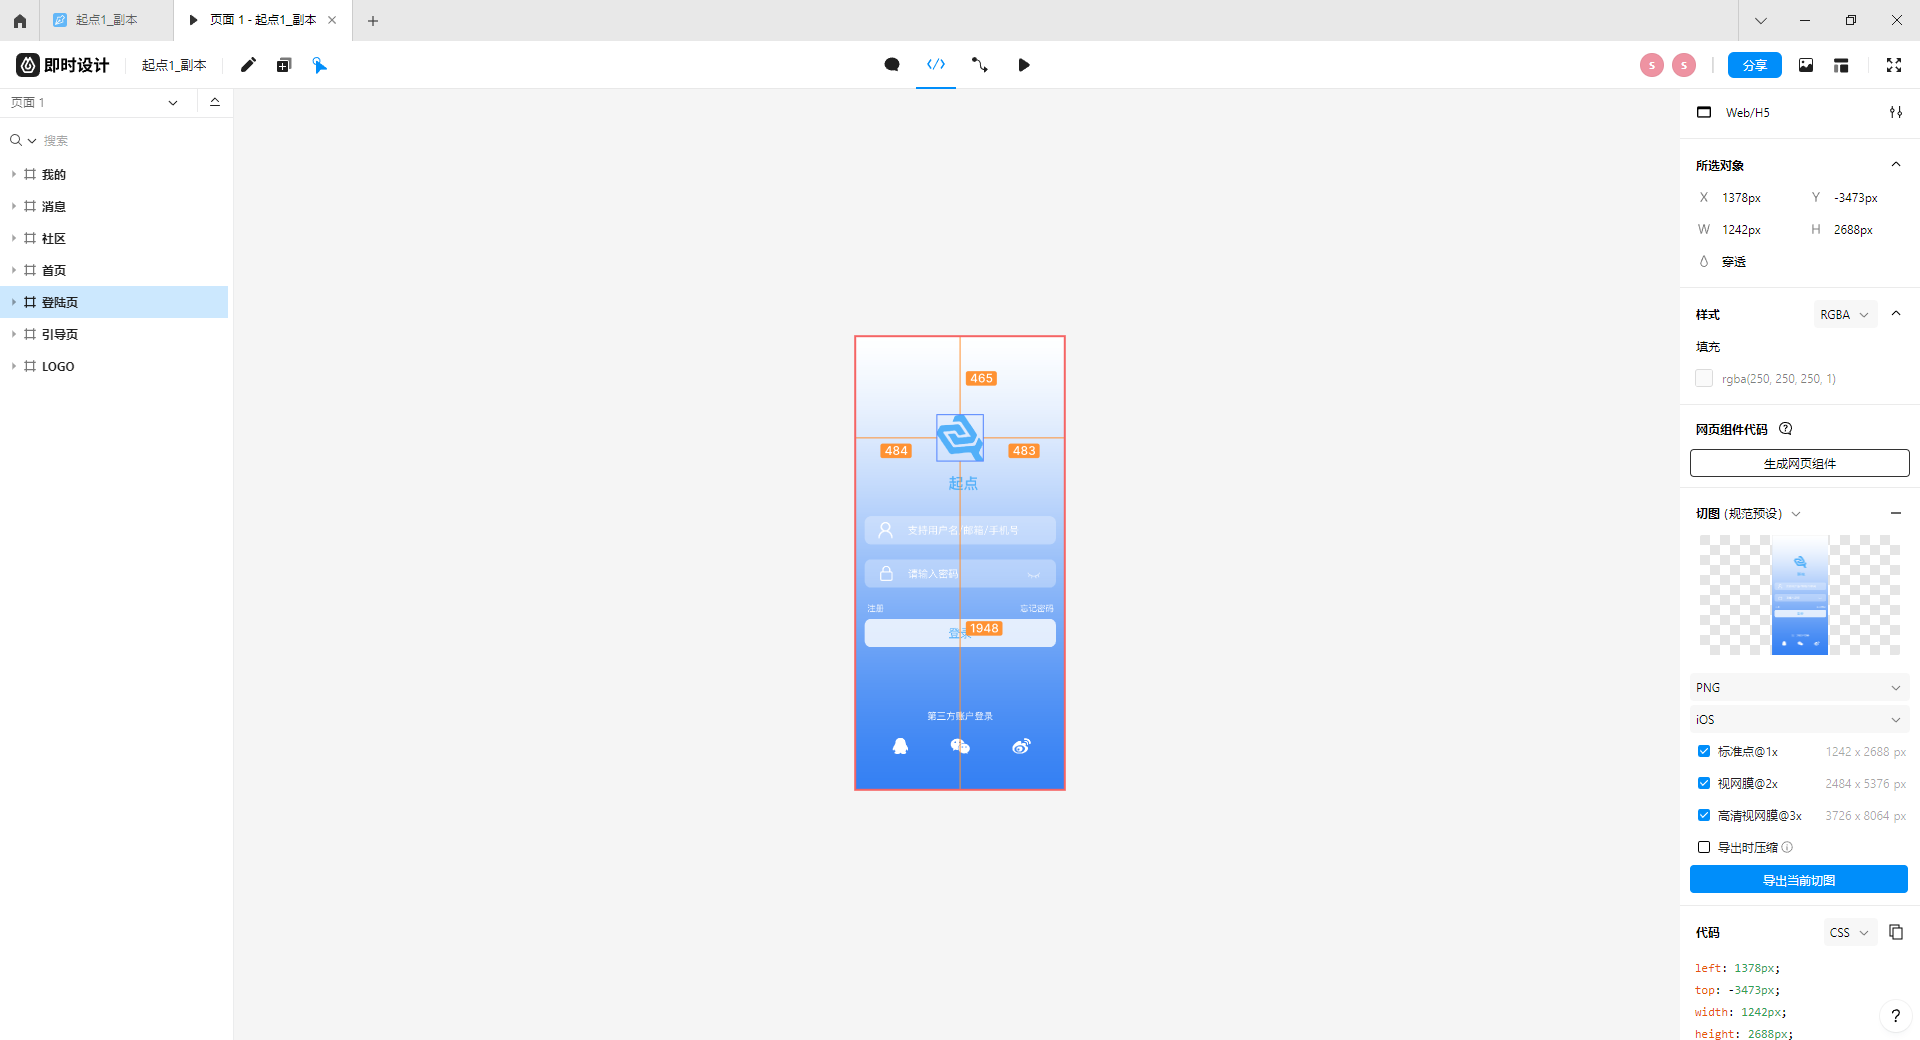 起点1_副本
页面 1 - 起点1_副本
即时设计
起点1_副本
S
S
分享
页面 1
搜索
我的
消息
社区
首页
登陆页
引导页
LOGO
465
484
483
起点
支持用户名/邮箱/手机号
请输入密码
注册
忘记密码
登录
1948
第三方账户登录
Web/H5
所选对象
X 1378px Y -3473px
W 1242px H 2688px
穿透
样式 RGBA
填充
rgba(250, 250, 250, 1)
网页组件代码
生成网页组件
切图 (规范预设)
PNG
iOS
标准点@1x 1242 x 2688 px
视网膜@2x 2484 x 5376 px
高清视网膜@3x 3726 x 8064 px
导出时压缩
导出当前切图
代码 CSS
left: 1378px;
top: -3473px;
width: 1242px;
height: 2688px;
?